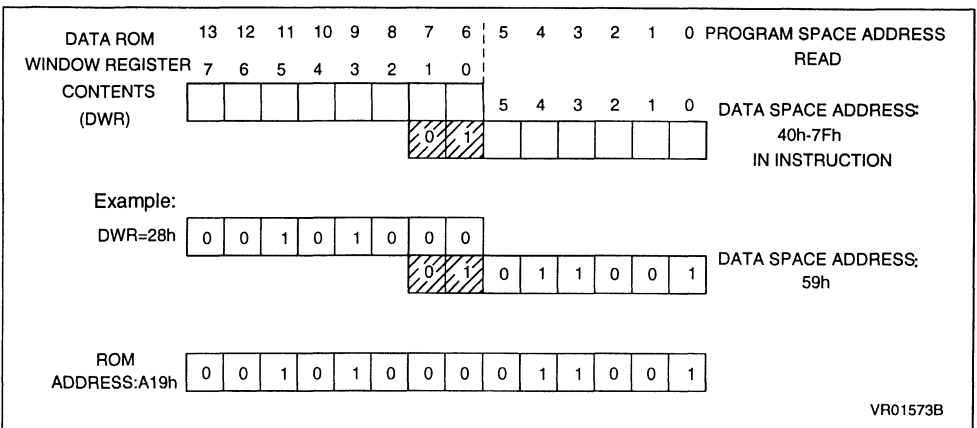 13 12 11 10 9 8 7 6 5 4 3 2 1 0 PROGRAM SPACE ADDRESS
READ
DATA ROM
WINDOW REGISTER
CONTENTS
(DWR)
7 6 5 4 3 2 1 0
5 4 3 2 1 0
0 1
DATA SPACE ADDRESS:
40h-7Fh
IN INSTRUCTION
Example:
DWR=28h 0 0 1 0 1 0 0 0
0 1 0 1 1 0 0 1 DATA SPACE ADDRESS:
59h
ROM
ADDRESS:A19h 0 0 1 0 1 0 0 0 0 1 1 0 0 1
VR01573B